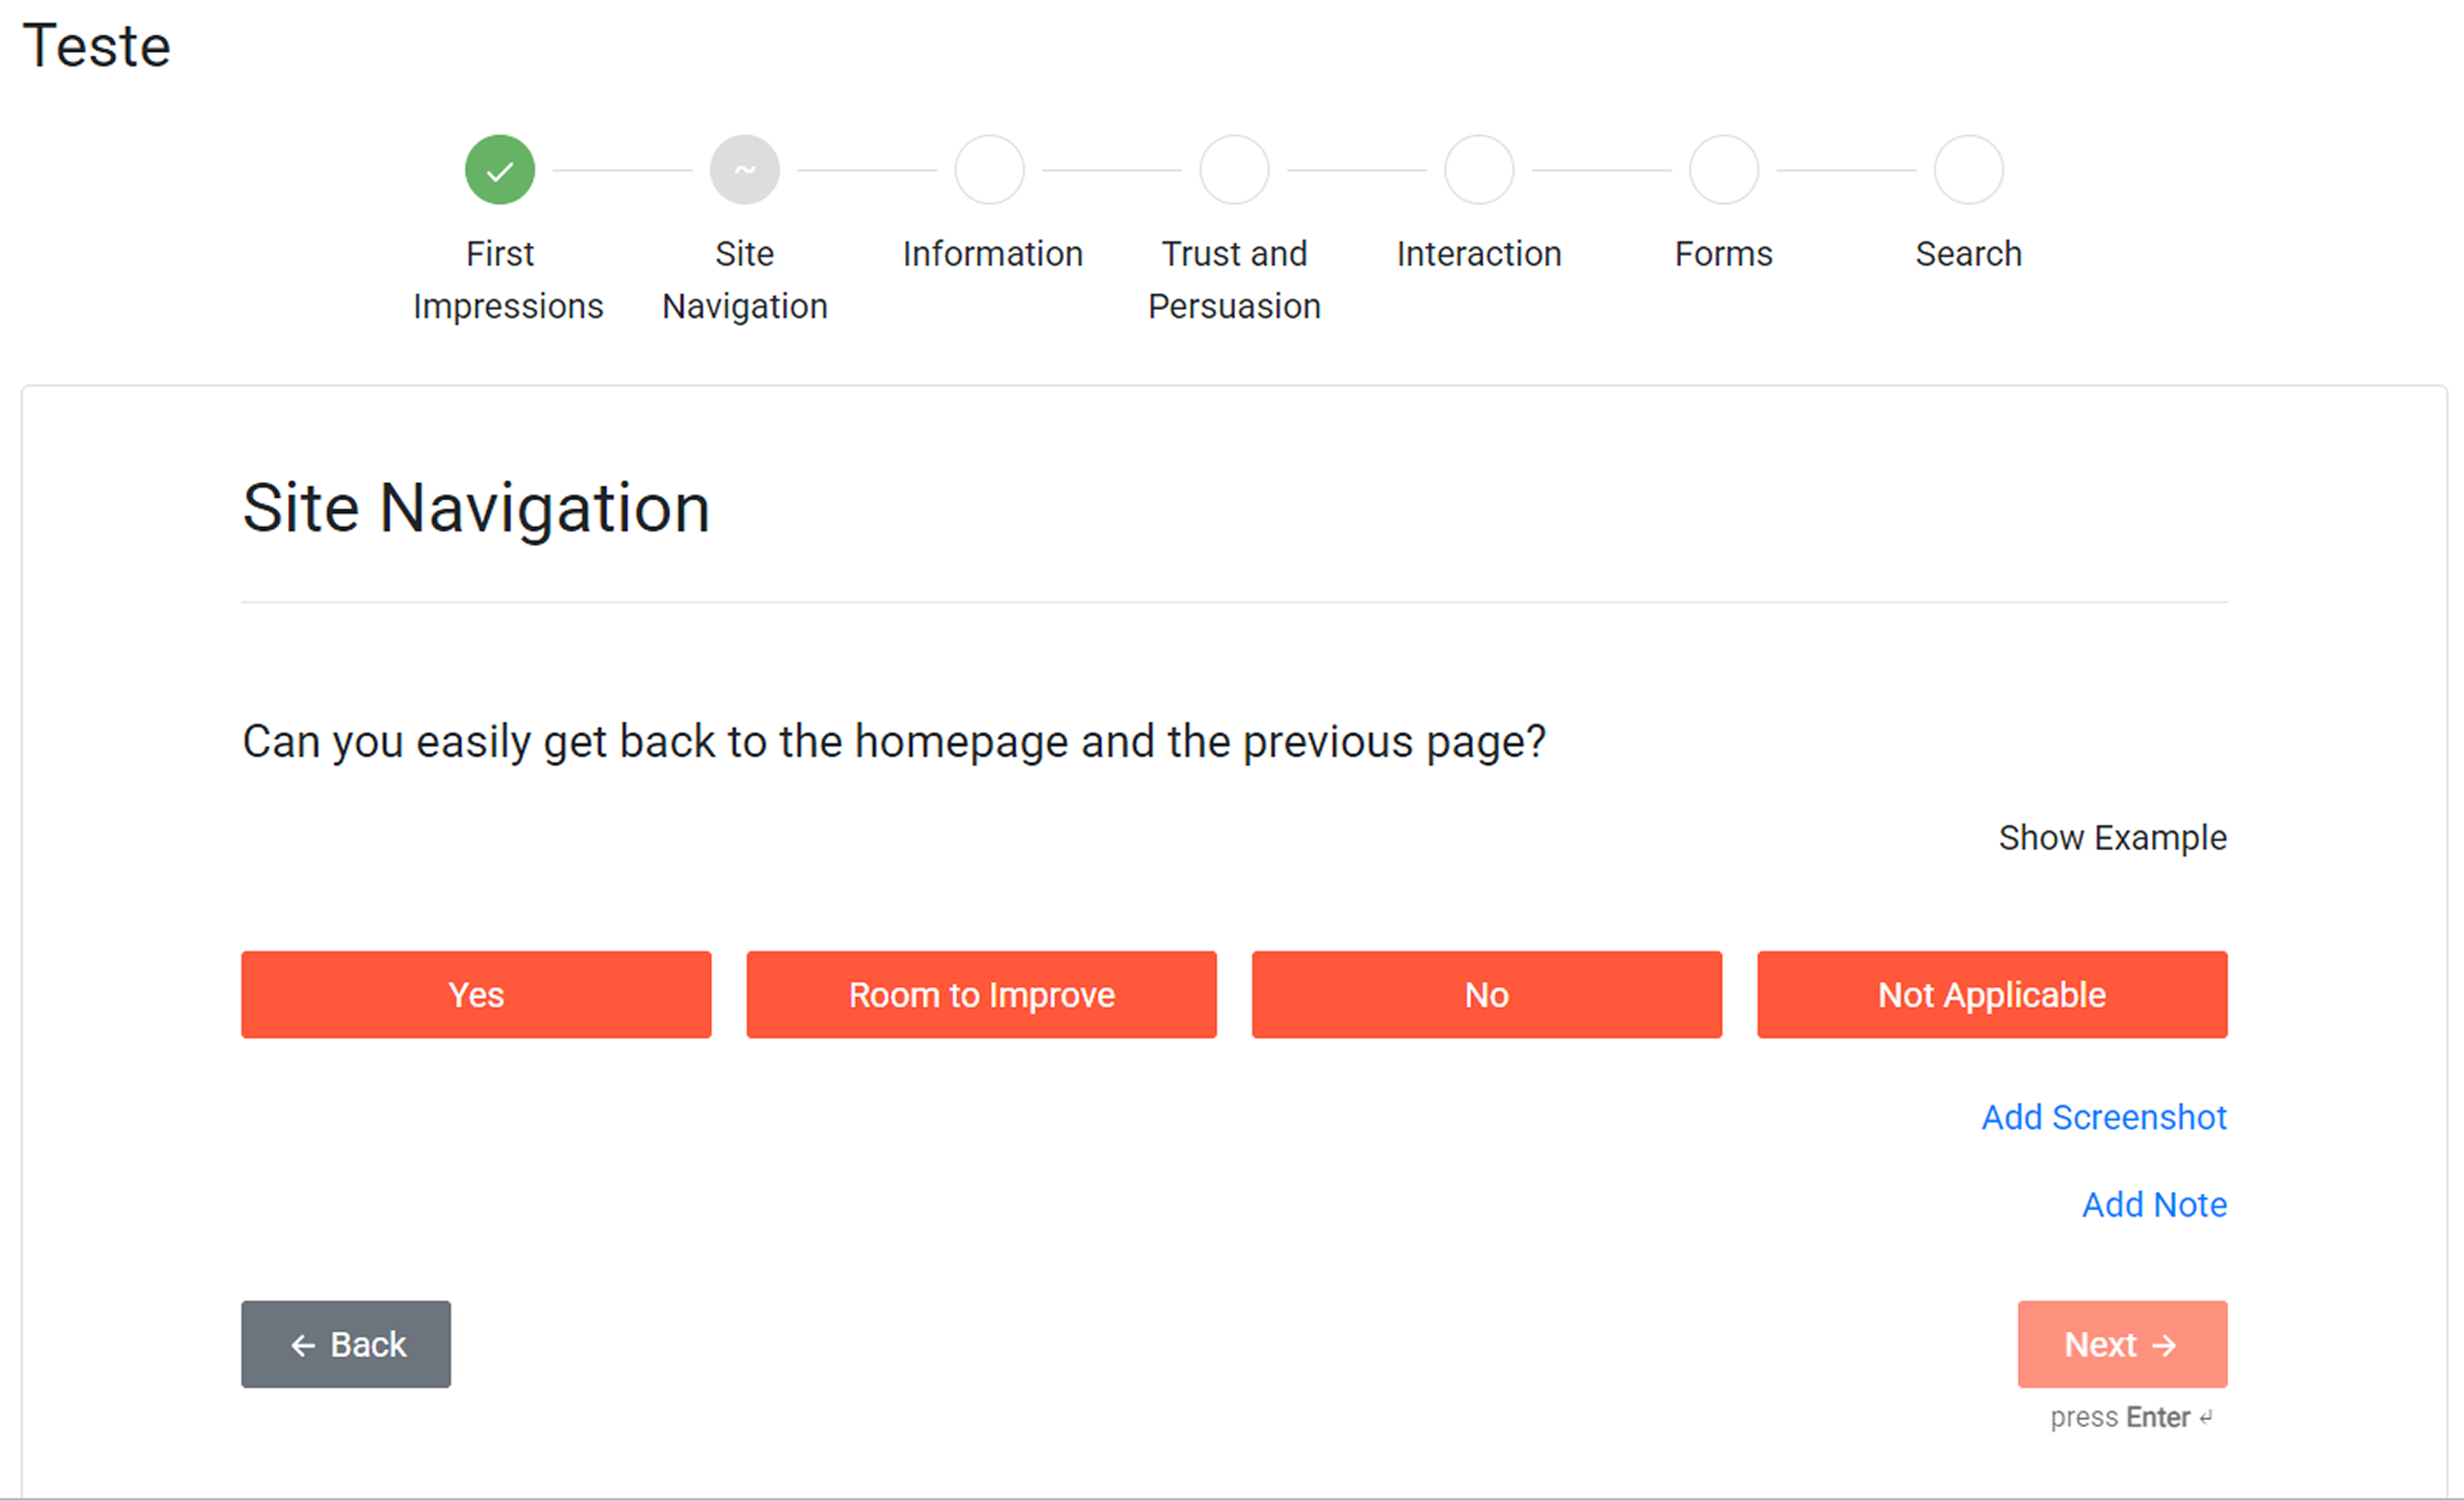 Teste
First
Impressions
Site
Navigation
Information
Trust and
Persuasion
Interaction
Forms
Search
Site Navigation
Can you easily get back to the homepage and the previous page?
Show Example
Yes
Room to Improve
No
Not Applicable
Add Screenshot
Add Note
← Back
Next →
press Enter ↵